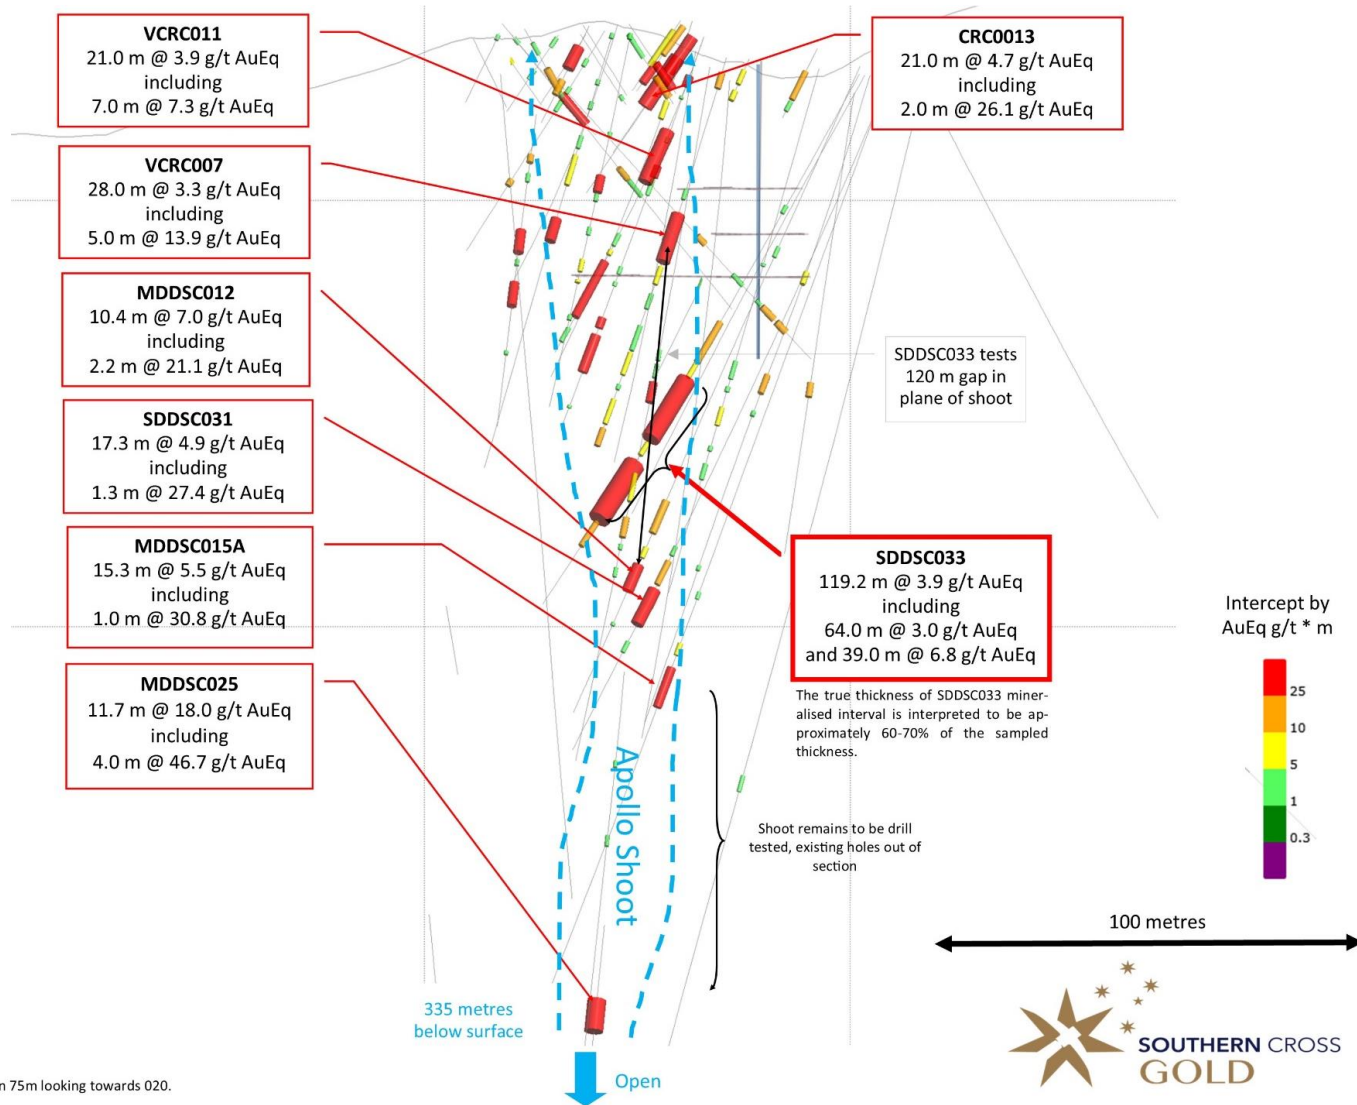 VCRC011
21.0 m @ 3.9 g/t AuEq
including
7.0 m @ 7.3 g/t AuEq
CRC0013
21.0 m @ 4.7 g/t AuEq
including
2.0 m @ 26.1 g/t AuEq
VCRC007
28.0 m @ 3.3 g/t AuEq
including
5.0 m @ 13.9 g/t AuEq
MDDSC012
10.4 m @ 7.0 g/t AuEq
including
2.2 m @ 21.1 g/t AuEq
SDDSC033 tests
120 m gap in
plane of shoot
SDDSC031
17.3 m @ 4.9 g/t AuEq
including
1.3 m @ 27.4 g/t AuEq
MDDSC015A
15.3 m @ 5.5 g/t AuEq
including
1.0 m @ 30.8 g/t AuEq
SDDSC033
119.2 m @ 3.9 g/t AuEq
including
64.0 m @ 3.0 g/t AuEq
and 39.0 m @ 6.8 g/t AuEq
The true thickness of SDDSC033 miner-
alised interval is interpreted to be ap-
proximately 60-70% of the sampled
thickness.
Intercept by
AuEq g/t * m
25
10
5
1
0.3
MDDSC025
11.7 m @ 18.0 g/t AuEq
including
4.0 m @ 46.7 g/t AuEq
Apollo Shoot
Shoot remains to be drill
tested, existing holes out of
section
100 metres
335 metres
below surface
Open
SOUTHERN CROSS
GOLD
n 75m looking towards 020.